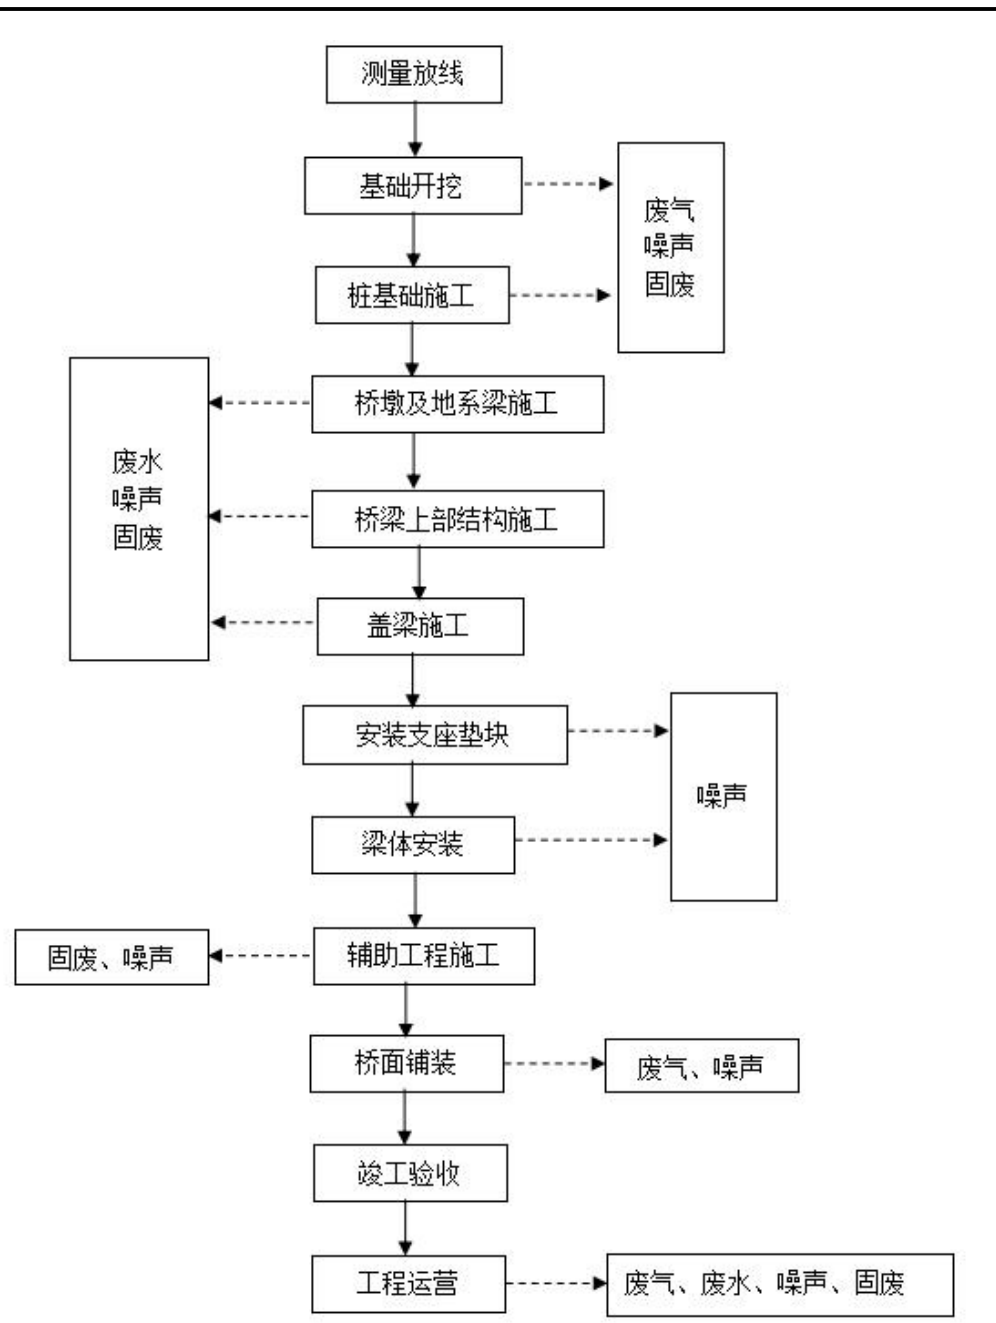 测量放线
基础开挖
废气
噪声
固废
桩基础施工
桥墩及地系梁施工
废水
噪声
固废
桥梁上部结构施工
盖梁施工
安装支座垫块
噪声
梁体安装
固废、噪声
辅助工程施工
桥面铺装
废气、噪声
竣工验收
工程运营
废气、废水、噪声、固废